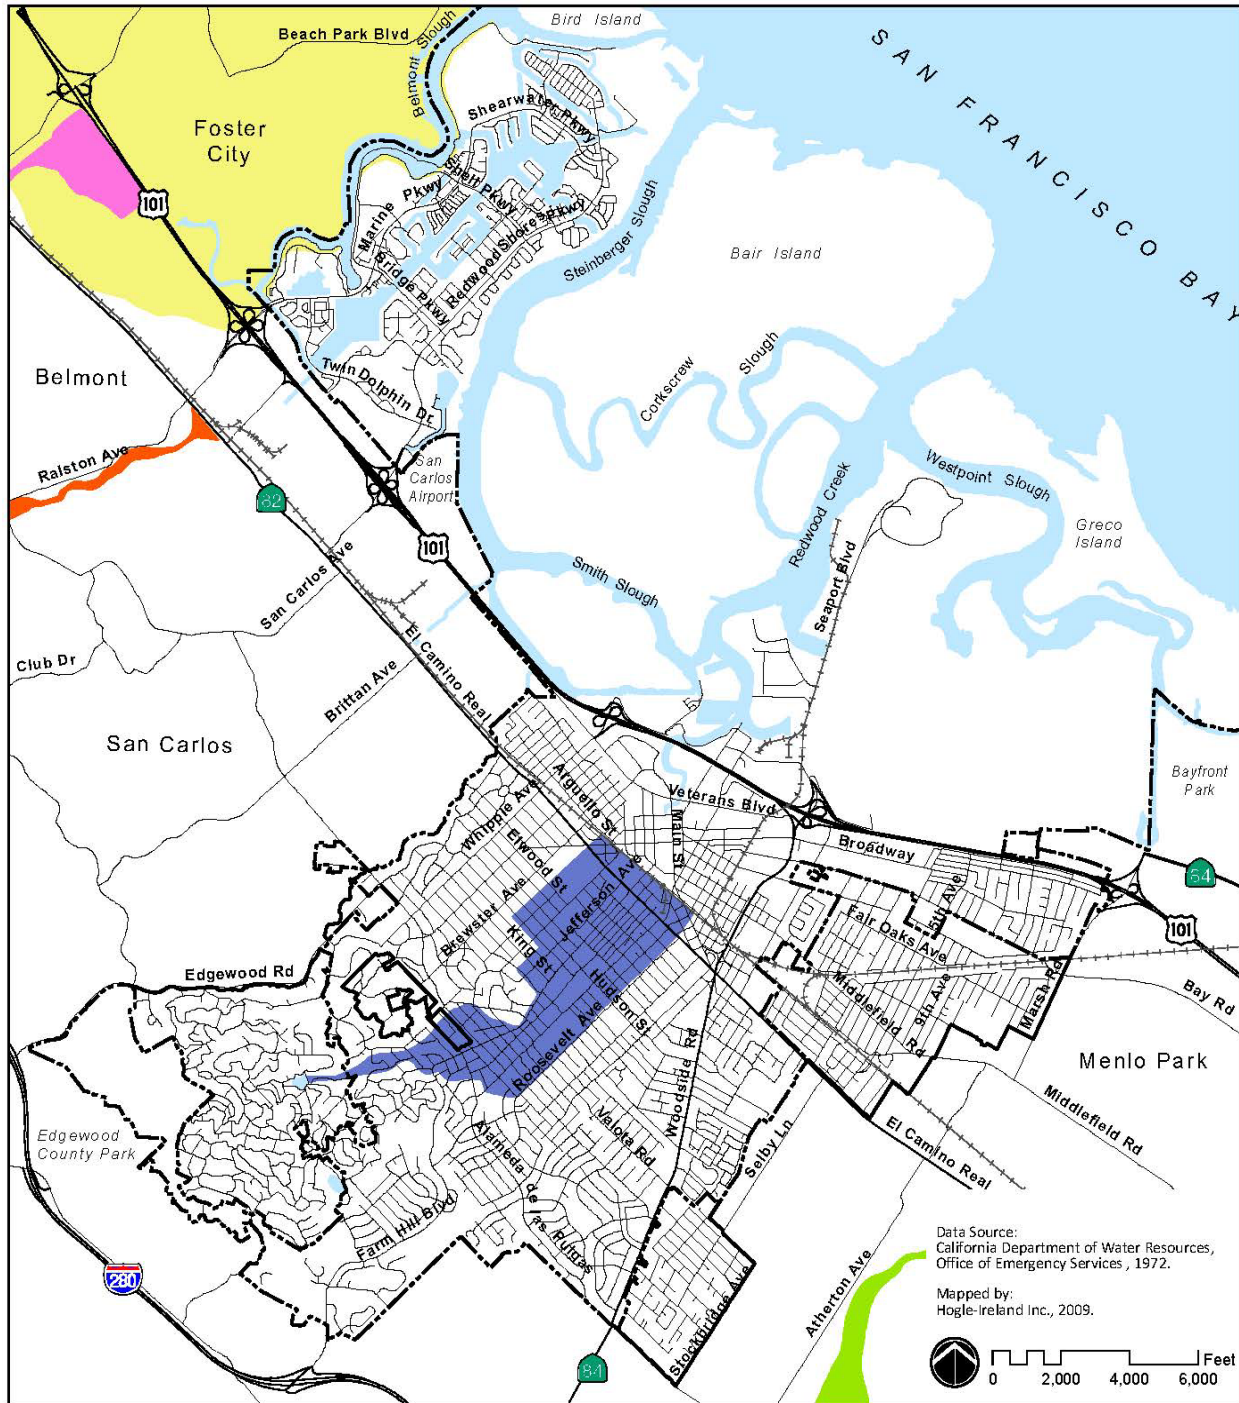 Bird Island
Beach Park Blvd
Belmont Slough
SAN FRANCISCO BAY
Shearwater Pkwy
Foster
City
Shell Pkwy
Marine Pkwy
101
Redwood Shores Pkwy
Bridge Pkwy
Steinberger Slough
Bair Island
Belmont
Twin Dolphin Dr.
Corkscrew
Slough
Ralston Ave
San
Carlos
Airport
Westpoint Slough
82
Redwood Creek
Greco
Island
101
San Carlos Ave
Smith Slough
Seaport Blvd
Club Dr
El Camino Real
Brittan Ave
San Carlos
Bayfront
Park
Arguello St
Whipple Ave
Veterans Blvd
Main St
Elwood St
Broadway
84
Jefferson Ave
Brewster Ave
5th Ave
Fair Oaks Ave
101
King St
Edgewood Rd
Hudson St
Middlefield Rd
9th Ave
Marsh Rd
Bay Rd
Roosevelt Ave
Woodside Rd
Menlo Park
Edgewood
County Park
Valota Rd
Alameda de las Pulgas
Selby Ln
El Camino Real
Middlefield Rd
Farm Hill Blvd
280
Stockbridge Ave
Atherton Ave
84
Data Source:
California Department of Water Resources,
Office of Emergency Services , 1972.
Mapped by:
Hogle-Ireland Inc., 2009.
Feet
0 2,000 4,000 6,000